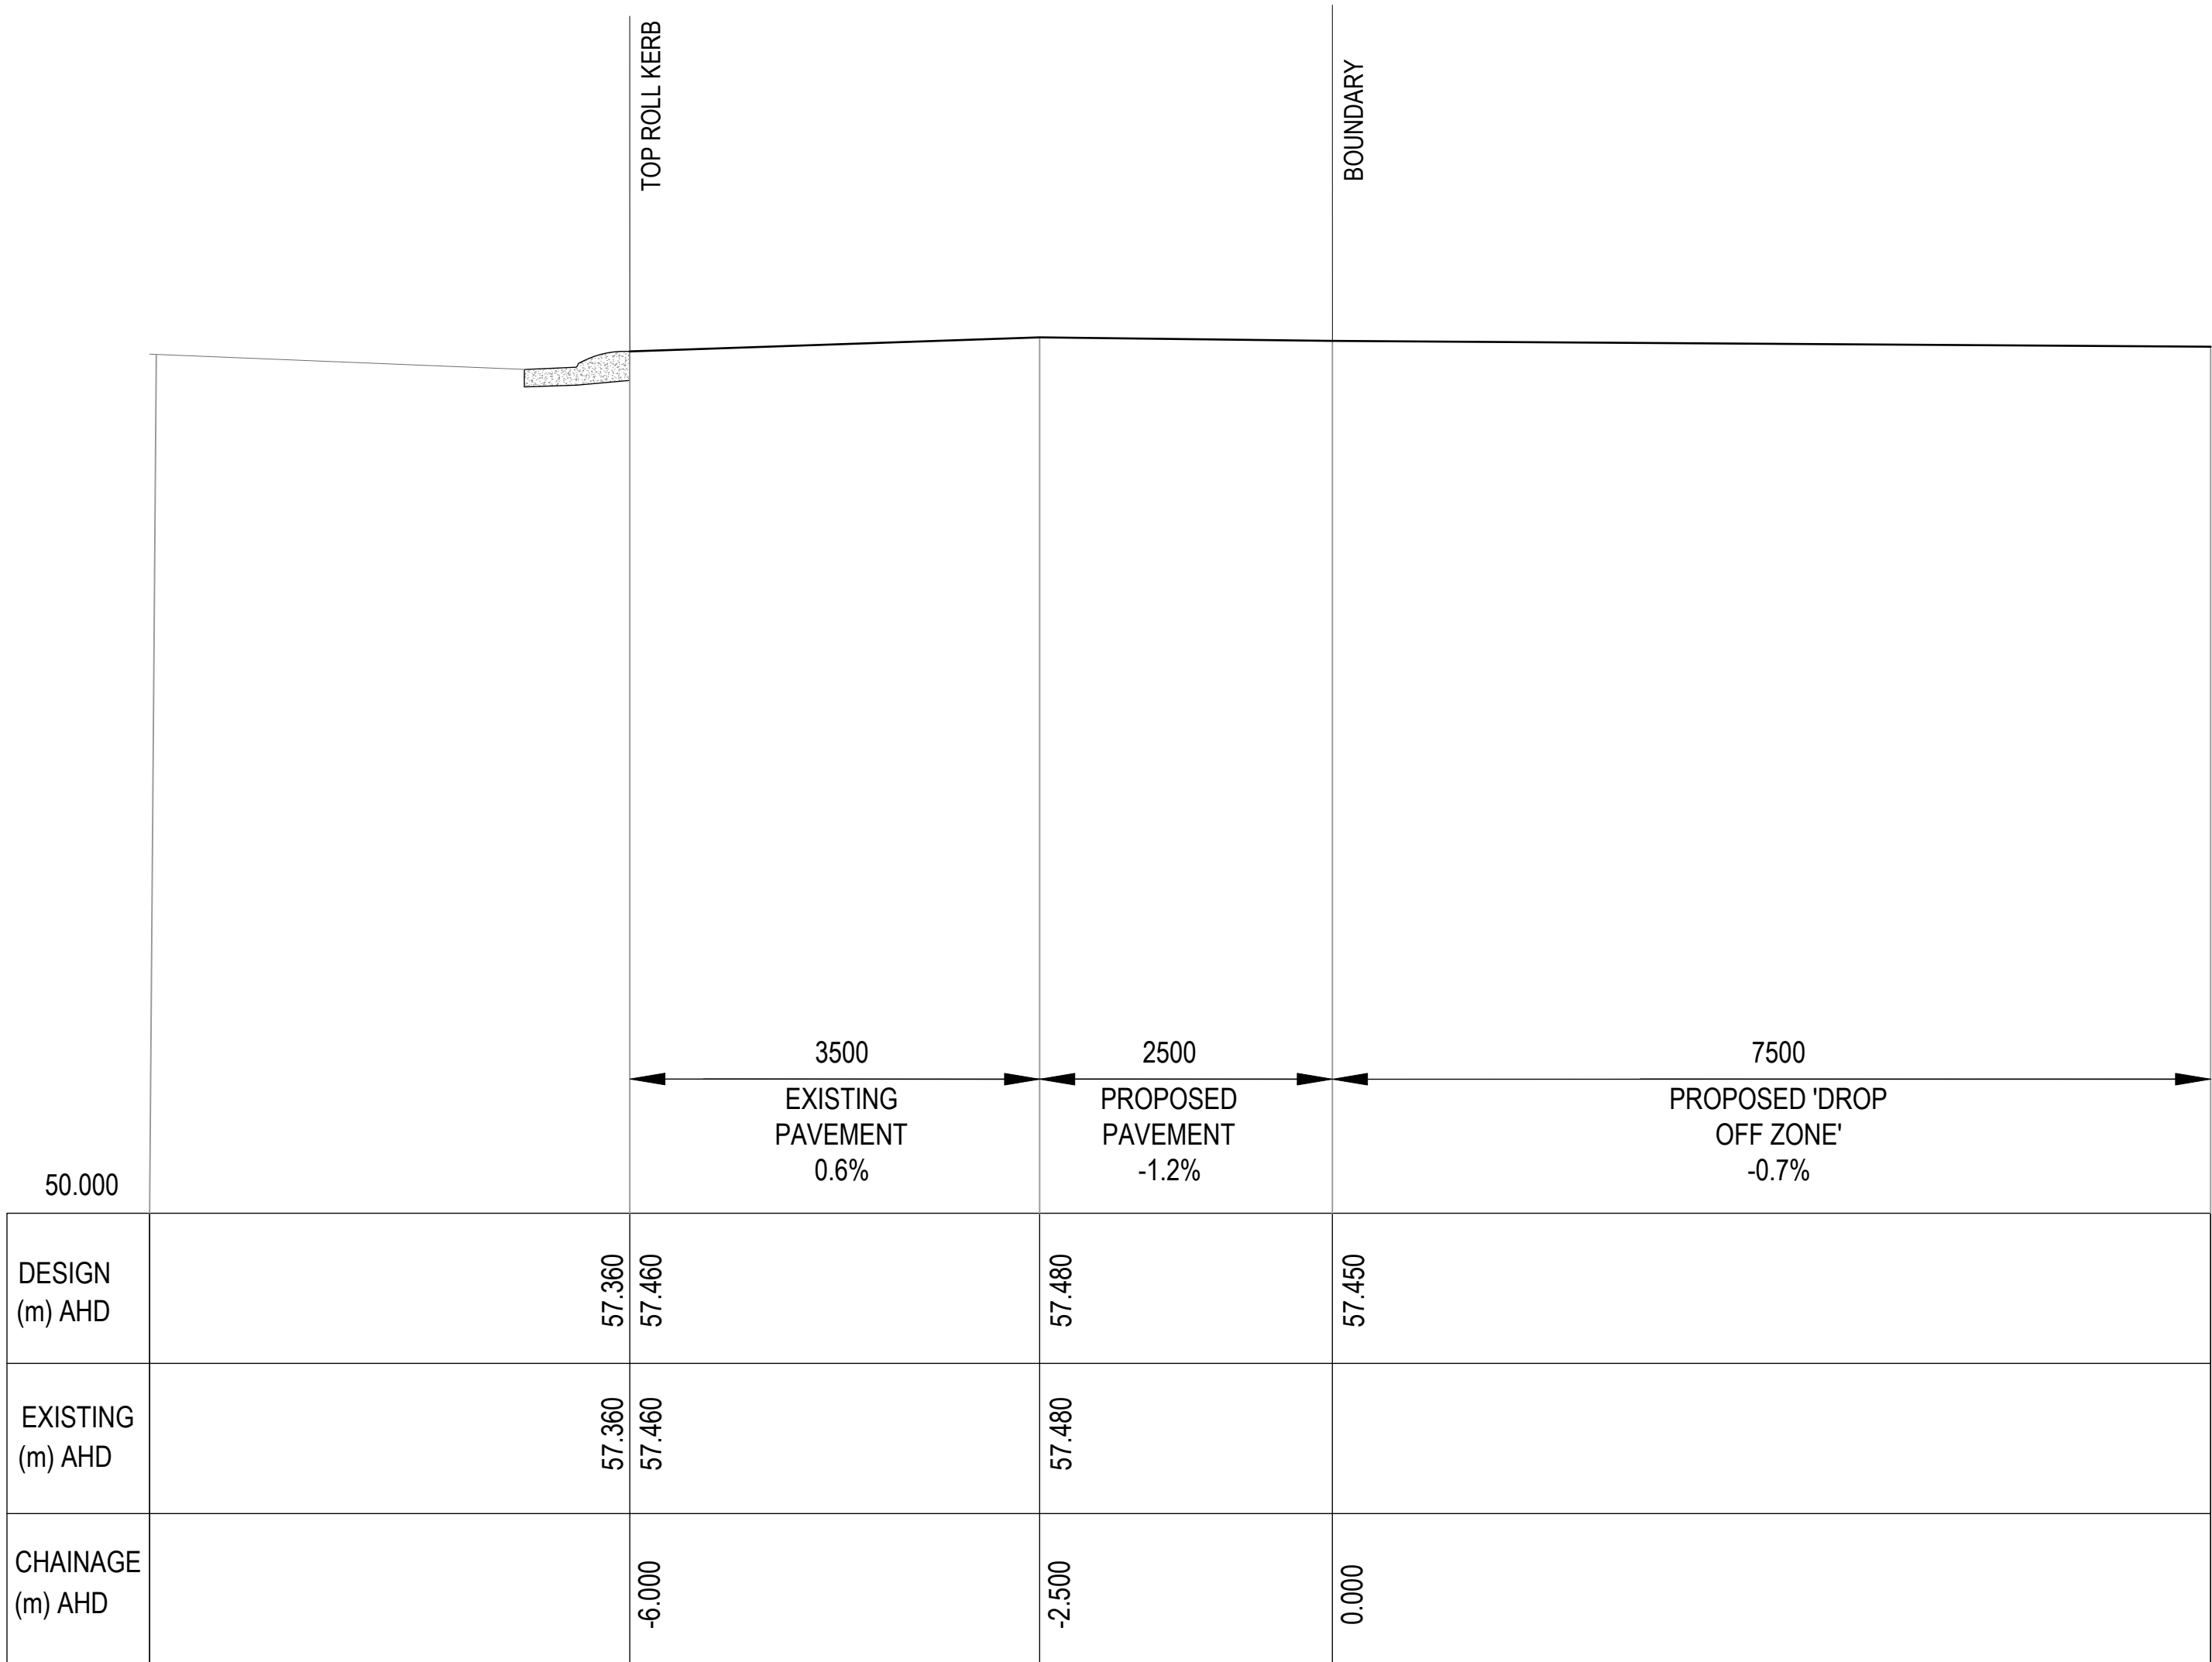 TOP ROLL KERB
BOUNDARY
3500
EXISTING
PAVEMENT
0.6%
2500
PROPOSED
PAVEMENT
-1.2%
7500
PROPOSED 'DROP
OFF ZONE'
-0.7%
50.000
DESIGN
(m) AHD
57.360
57.460
57.480
57.450
EXISTING
(m) AHD
57.360
57.460
57.480
CHAINAGE
(m) AHD
-6.000
-2.500
0.000